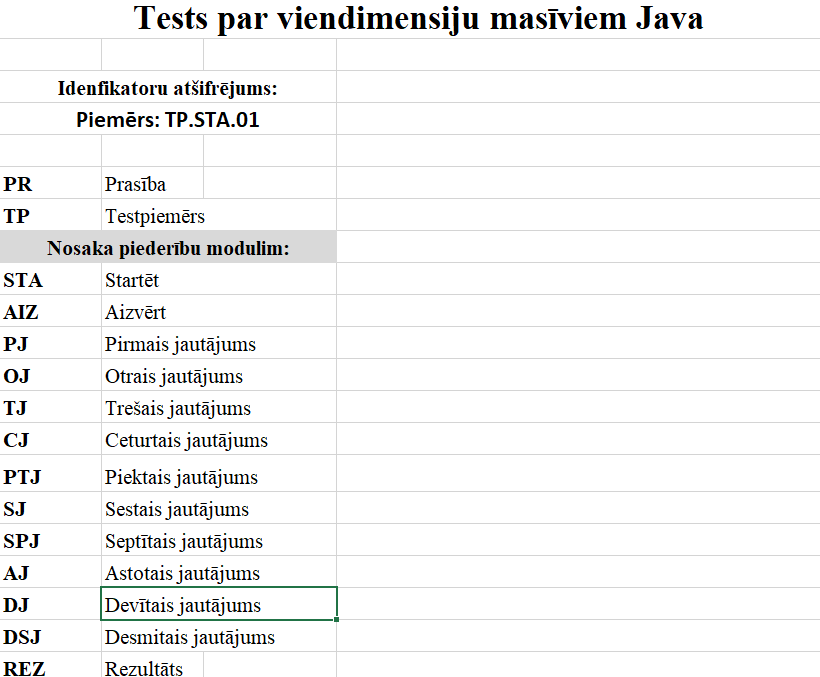 Tests par viendimensiju masīviem Java
Idenfikatoru atšifrējums:
Piemērs: TP.STA.01
PR Prasība
TP Testpiemērs
Nosaka piederību modulim:
STA Startēt
AIZ Aizvērt
PJ Pirmais jautājums
OJ Otrais jautājums
TJ Trešais jautājums
CJ Ceturtais jautājums
PTJ Piektais jautājums
SJ Sestais jautājums
SPJ Septītais jautājums
AJ Astotais jautājums
DJ Devītais jautājums
DSJ Desmitais jautājums
REZ Rezultāts